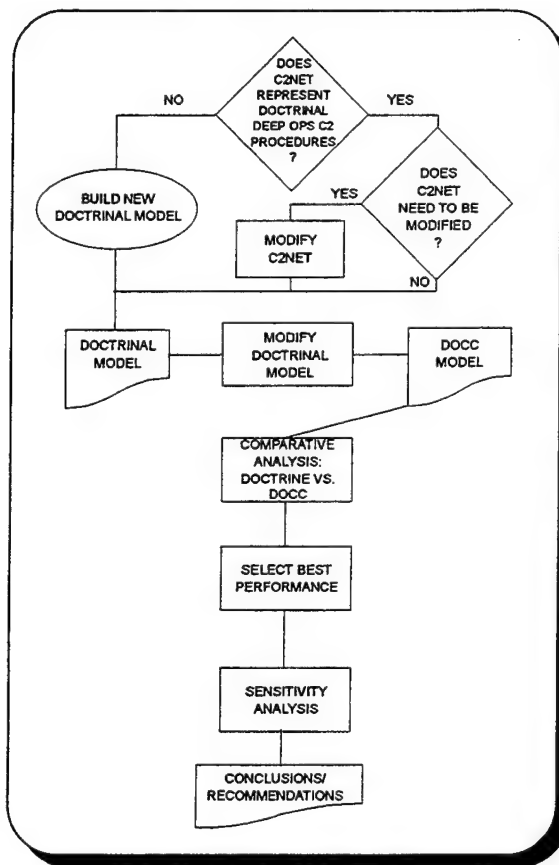 DOES
C2NET
REPRESENT
DOCTRINAL
DEEP OPS C2
PROCEDURES
?
NO
YES
BUILD NEW
DOCTRINAL MODEL
YES
MODIFY
C2NET
DOES
C2NET
NEED TO BE
MODIFIED
?
NO
DOCTRINAL
MODEL
MODIFY
DOCTRINAL
MODEL
DOCC
MODEL
COMPARATIVE
ANALYSIS:
DOCTRINE VS.
DOCC
SELECT BEST
PERFORMANCE
SENSITIVITY
ANALYSIS
CONCLUSIONS/
RECOMMENDATIONS